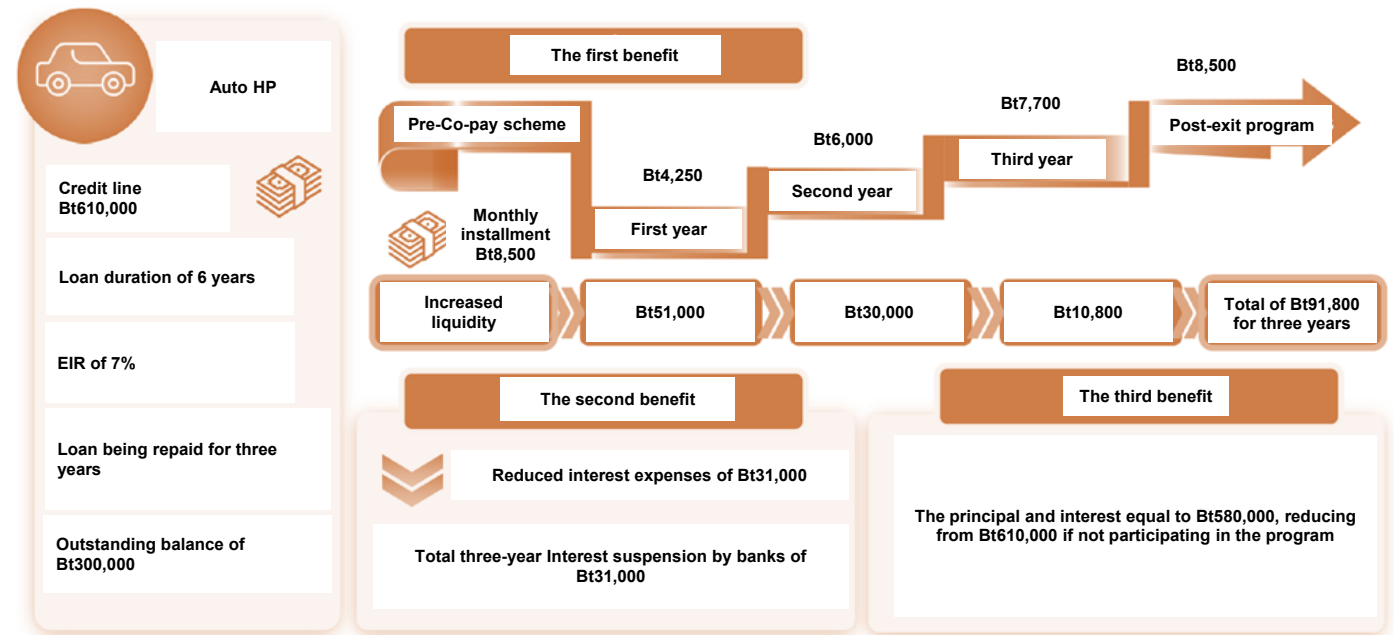 Auto HP
Credit line
Bt610,000
Loan duration of 6 years
EIR of 7%
Loan being repaid for three
years
Outstanding balance of
Bt300,000
The first benefit
Pre-Co-pay scheme
Monthly
installment
Bt8,500
Bt4,250
First year
Bt6,000
Second year
Bt7,700
Third year
Bt8,500
Post-exit program
Increased
liquidity
Bt51,000
Bt30,000
Bt10,800
Total of Bt91,800
for three years
The second benefit
Reduced interest expenses of Bt31,000
Total three-year Interest suspension by banks of
Bt31,000
The third benefit
The principal and interest equal to Bt580,000, reducing
from Bt610,000 if not participating in the program